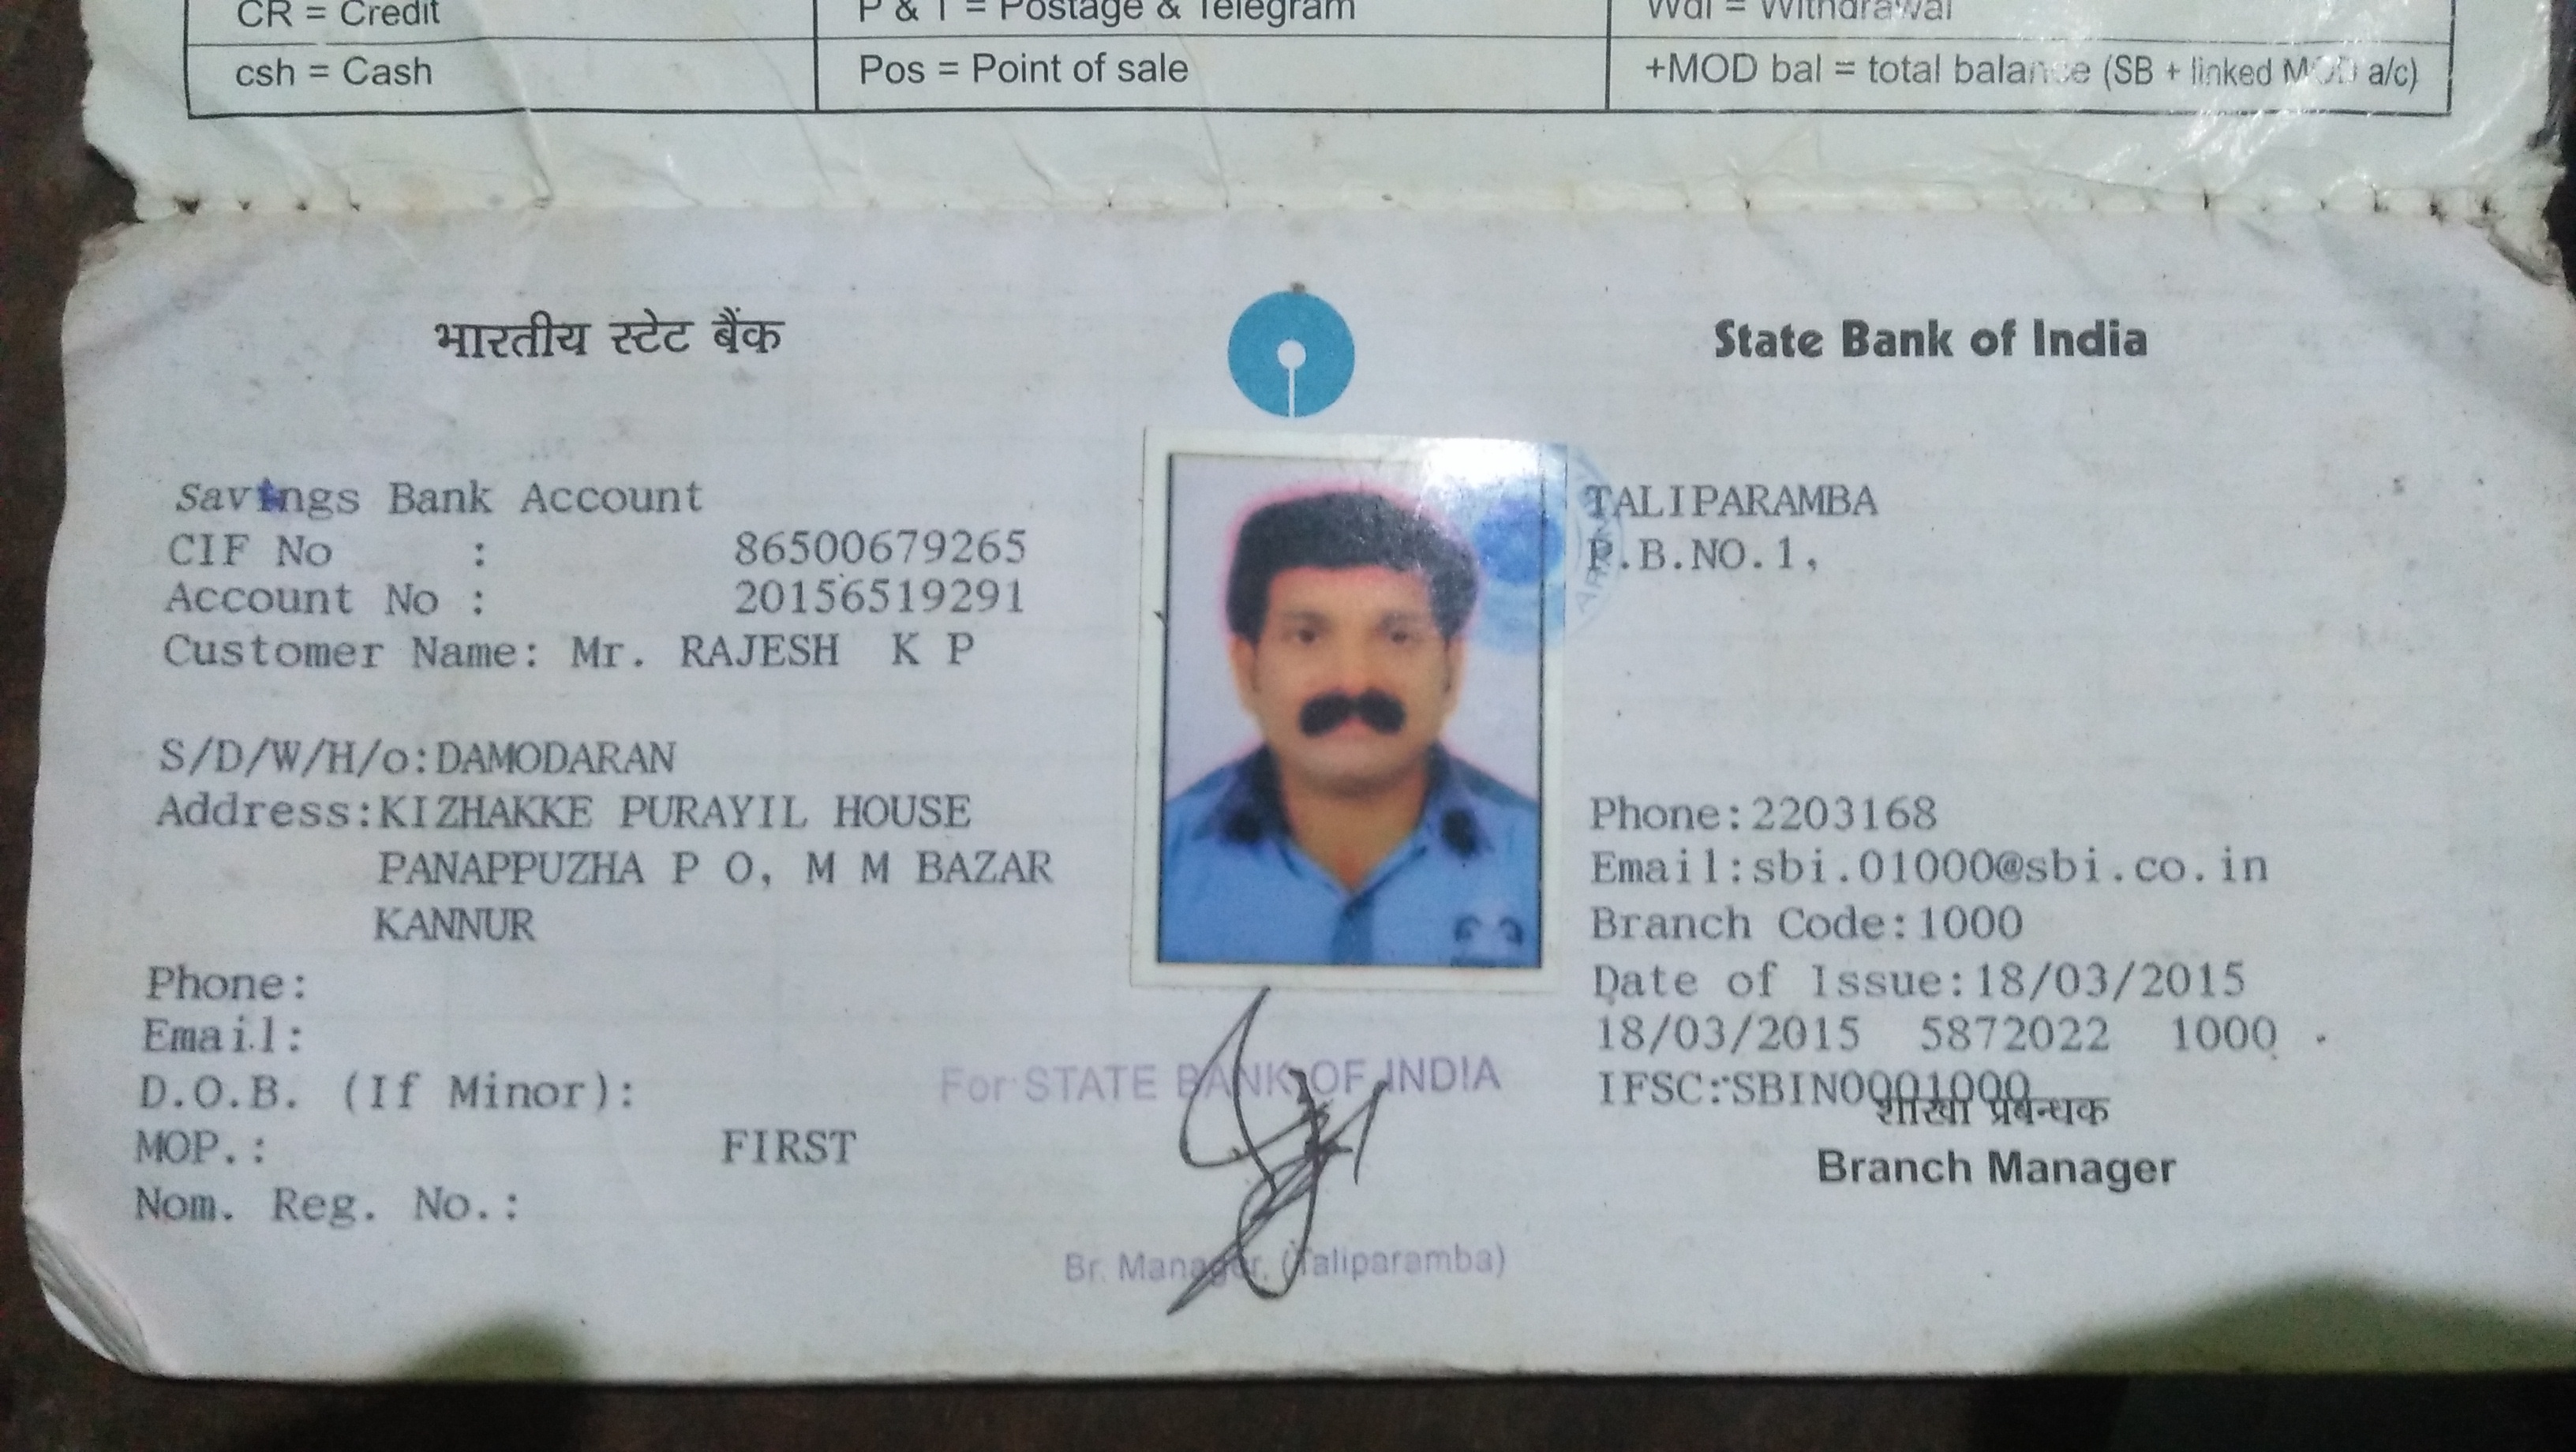 CR = Credit
P & T = Postage & Telegram
Wdl = Withdrawal
csh = Cash
Pos = Point of sale
+MOD bal = total balance (SB + linked MOD a/c)
भारतीय स्टेट बैंक
State Bank of India
Savings Bank Account
CIF No : 86500679265
Account No : 20156519291
Customer Name: Mr. RAJESH K P
S/D/W/H/o:DAMODARAN
Address:KIZHAKKE PURAYIL HOUSE
PANAPPUZHA P O, M M BAZAR
KANNUR
Phone:
Email:
D.O.B. (If Minor):
MOP.: FIRST
Nom. Reg. No.:
For STATE BANK OF INDIA
Br. Manager, (Taliparamba)
TALIPARAMBA
P.B.NO.1,
Phone:2203168
Email:sbi.01000@sbi.co.in
Branch Code:1000
Date of Issue:18/03/2015
18/03/2015 5872022 1000
IFSC:SBIN0001000
शाखा प्रबन्धक
Branch Manager